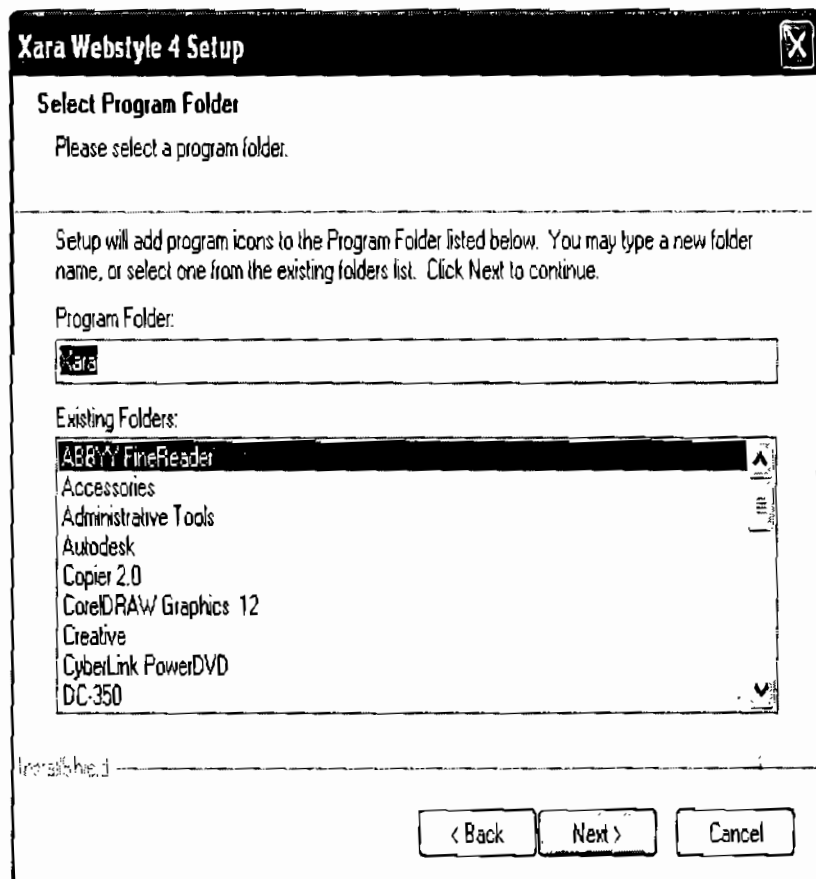 Xara Webstyle 4 Setup
Select Program Folder
Please select a program folder.
Setup will add program icons to the Program Folder listed below. You may type a new folder
name, or select one from the existing folders list. Click Next to continue.
Program Folder:
Xara
Existing Folders:
ABBYY FineReader
Accessories
Administrative Tools
Autodesk
Copier 2.0
CorelDRAW Graphics 12
Creative
CyberLink PowerDVD
DC-350
InstallShield
< Back
Next >
Cancel